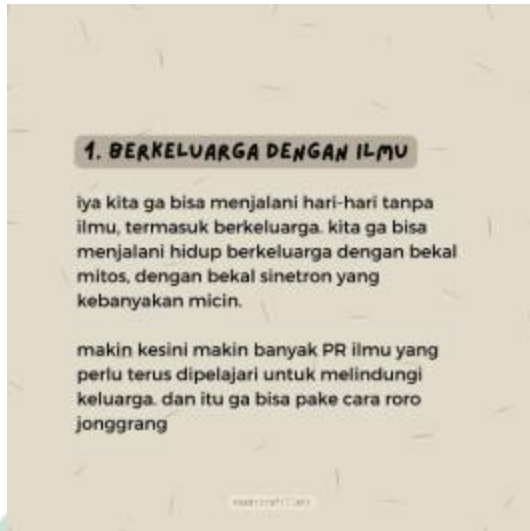 1. BERKELUARGA DENGAN ILMU
iya kita ga bisa menjalani hari-hari tanpa
ilmu, termasuk berkeluarga. kita ga bisa
menjalani hidup berkeluarga dengan bekal
mitos, dengan bekal sinetron yang
kebanyakan micin.
makin kesini makin banyak PR ilmu yang
perlu terus dipelajari untuk melindungi
keluarga. dan itu ga bisa pake cara roro
jonggrang